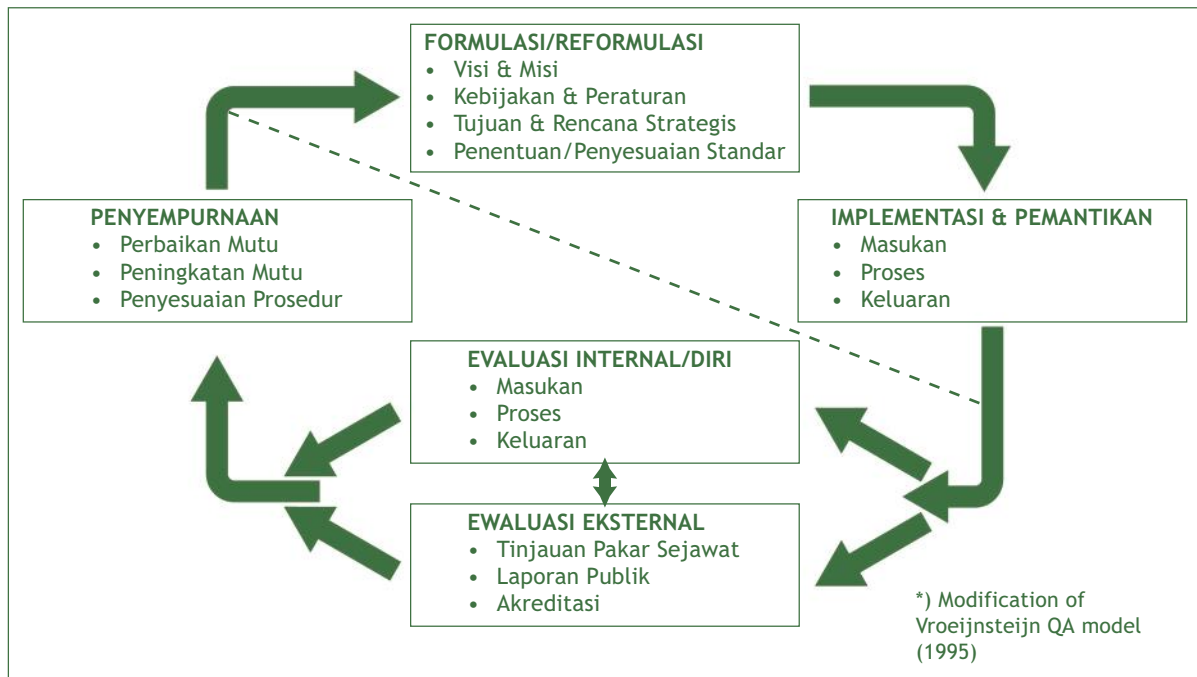 FORMULASI/REFORMULASI
• Visi & Misi
• Kebijakan & Peraturan
• Tujuan & Rencana Strategis
• Penentuan/Penyesuaian Standar
PENYEMPURNAAN
• Perbaikan Mutu
• Peningkatan Mutu
• Penyesuaian Prosedur
IMPLEMENTASI & PEMANTIKAN
• Masukan
• Proses
• Keluaran
EVALUASI INTERNAL/DIRI
• Masukan
• Proses
• Keluaran
EWALUASI EKSTERNAL
• Tinjauan Pakar Sejawat
• Laporan Publik
• Akreditasi
*) Modification of
Vroeijnsteijn QA model
(1995)